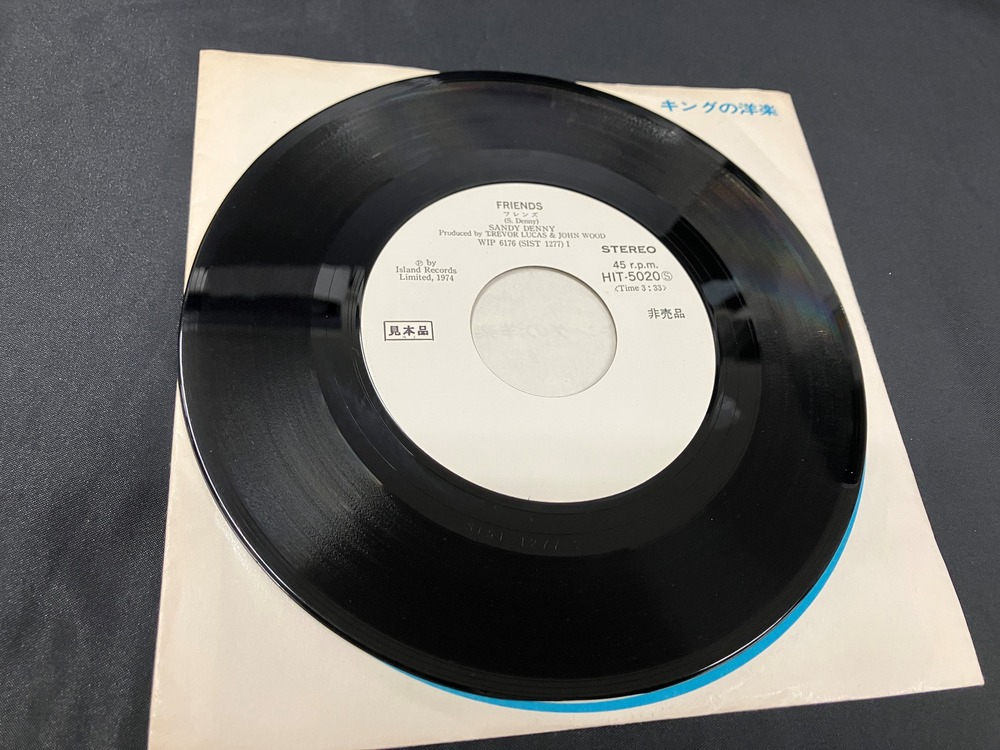 キングの洋楽
FRIENDS
フレンズ
(S. Denny)
SANDY DENNY
Produced by TREVOR LUCAS & JOHN WOOD
WIP 6176 (SIST 1277) 1
STEREO
℗ by
Island Records
Limited, 1974
45 r.p.m.
HIT-5020Ⓢ
(Time 3:33)
見本品
非売品
SIST 1277